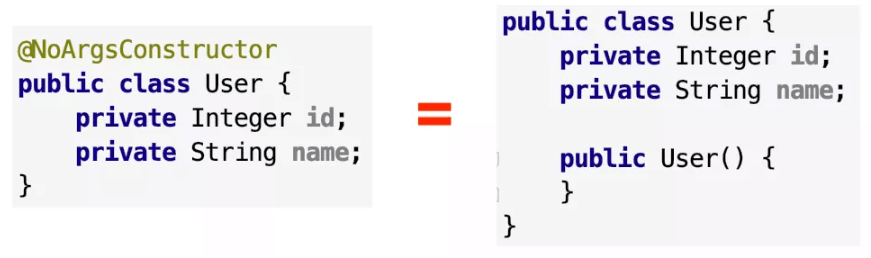 @NoArgsConstructor
public class User {
    private Integer id;
    private String name;
}
=
public class User {
    private Integer id;
    private String name;

    public User() {
    }
}